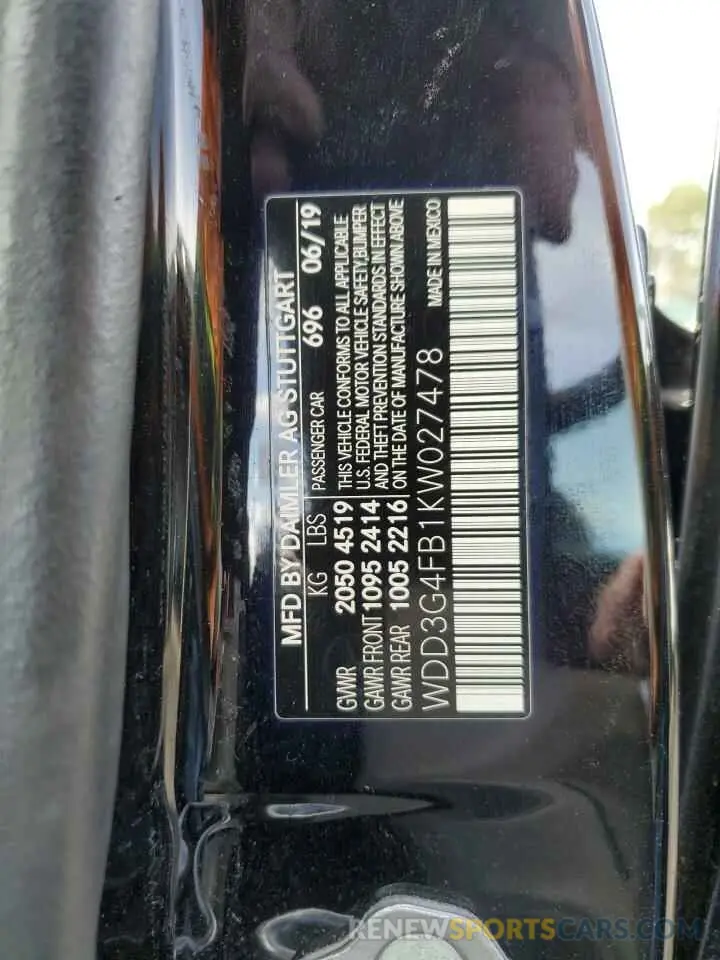 MFD BY DAIMLER AG STUTTGART
KG LBS PASSENGER CAR 696 06/19
GVWR 2050 4519 THIS VEHICLE CONFORMS TO ALL APPLICABLE
GAWR FRONT 1095 2414 U.S. FEDERAL MOTOR VEHICLE SAFETY,BUMPER
GAWR REAR 1005 2216 AND THEFT PREVENTION STANDARDS IN EFFECT
ON THE DATE OF MANUFACTURE SHOWN ABOVE
WDD3G4FB1KW027478 MADE IN MEXICO
RENEWSPORTSCARS.COM